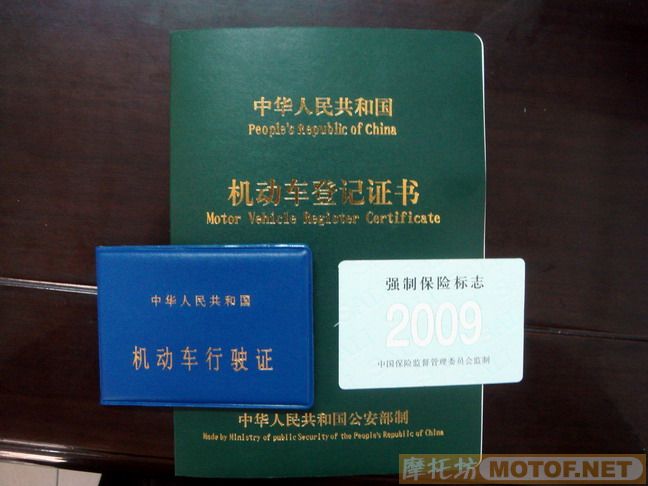 中华人民共和国
People's Republic of China
机动车登记证书
Motor Vehicle Register Certificate
中华人民共和国
机动车行驶证
强制保险标志
2009
中国保险监督管理委员会监制
中华人民共和国公安部制
Made by Ministry of public Security of the People's Republic of China
摩托坊 MOTOF.NET